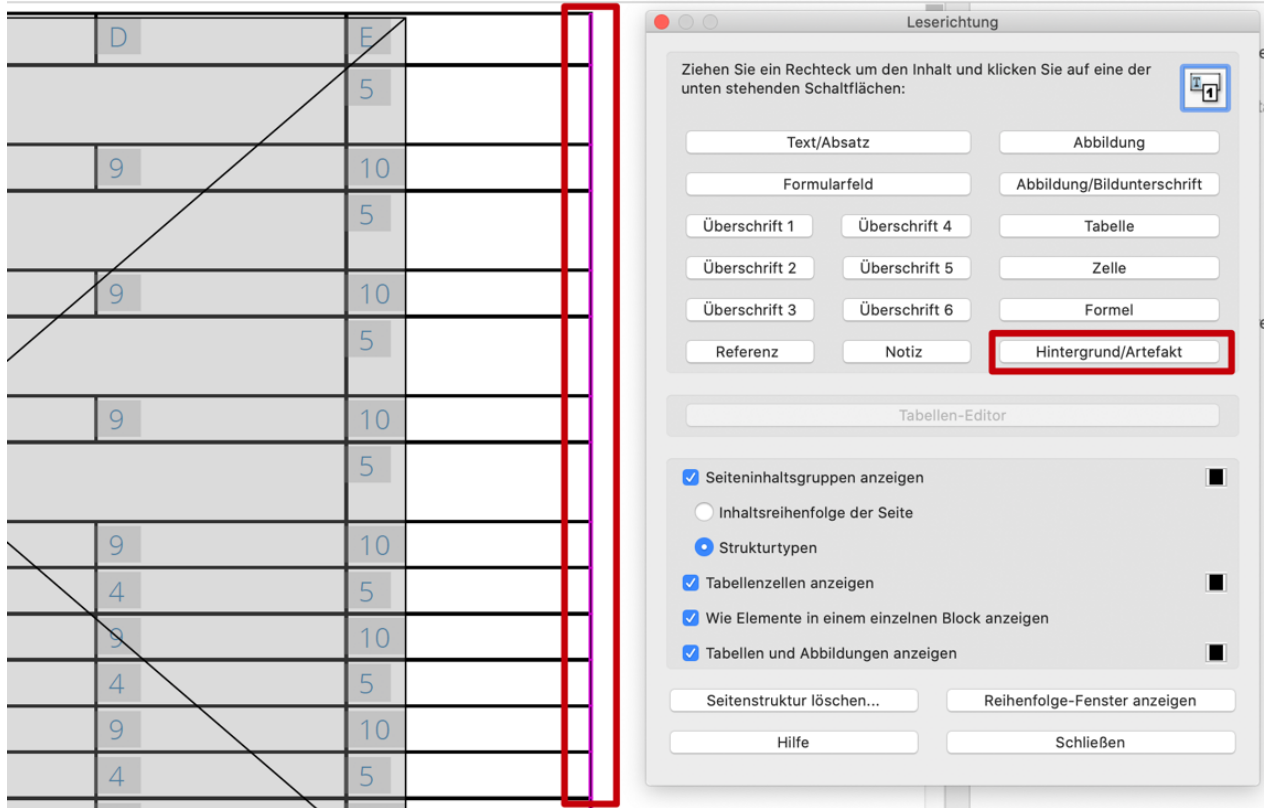 D E
5
9 10
5
9 10
5
9 10
5
9 10
4 5
9 10
4 5
9 10
4 5
Leserichtung
Ziehen Sie ein Rechteck um den Inhalt und klicken Sie auf eine der
unten stehenden Schaltflächen:
1
Text/Absatz Abbildung
Formularfeld Abbildung/Bildunterschrift
Überschrift 1 Überschrift 4 Tabelle
Überschrift 2 Überschrift 5 Zelle
Überschrift 3 Überschrift 6 Formel
Referenz Notiz Hintergrund/Artefakt
Tabellen-Editor
Seiteninhaltsgruppen anzeigen
Inhaltsreihenfolge der Seite
Strukturtypen
Tabellenzellen anzeigen
Wie Elemente in einem einzelnen Block anzeigen
Tabellen und Abbildungen anzeigen
Seitenstruktur löschen... Reihenfolge-Fenster anzeigen
Hilfe Schließen